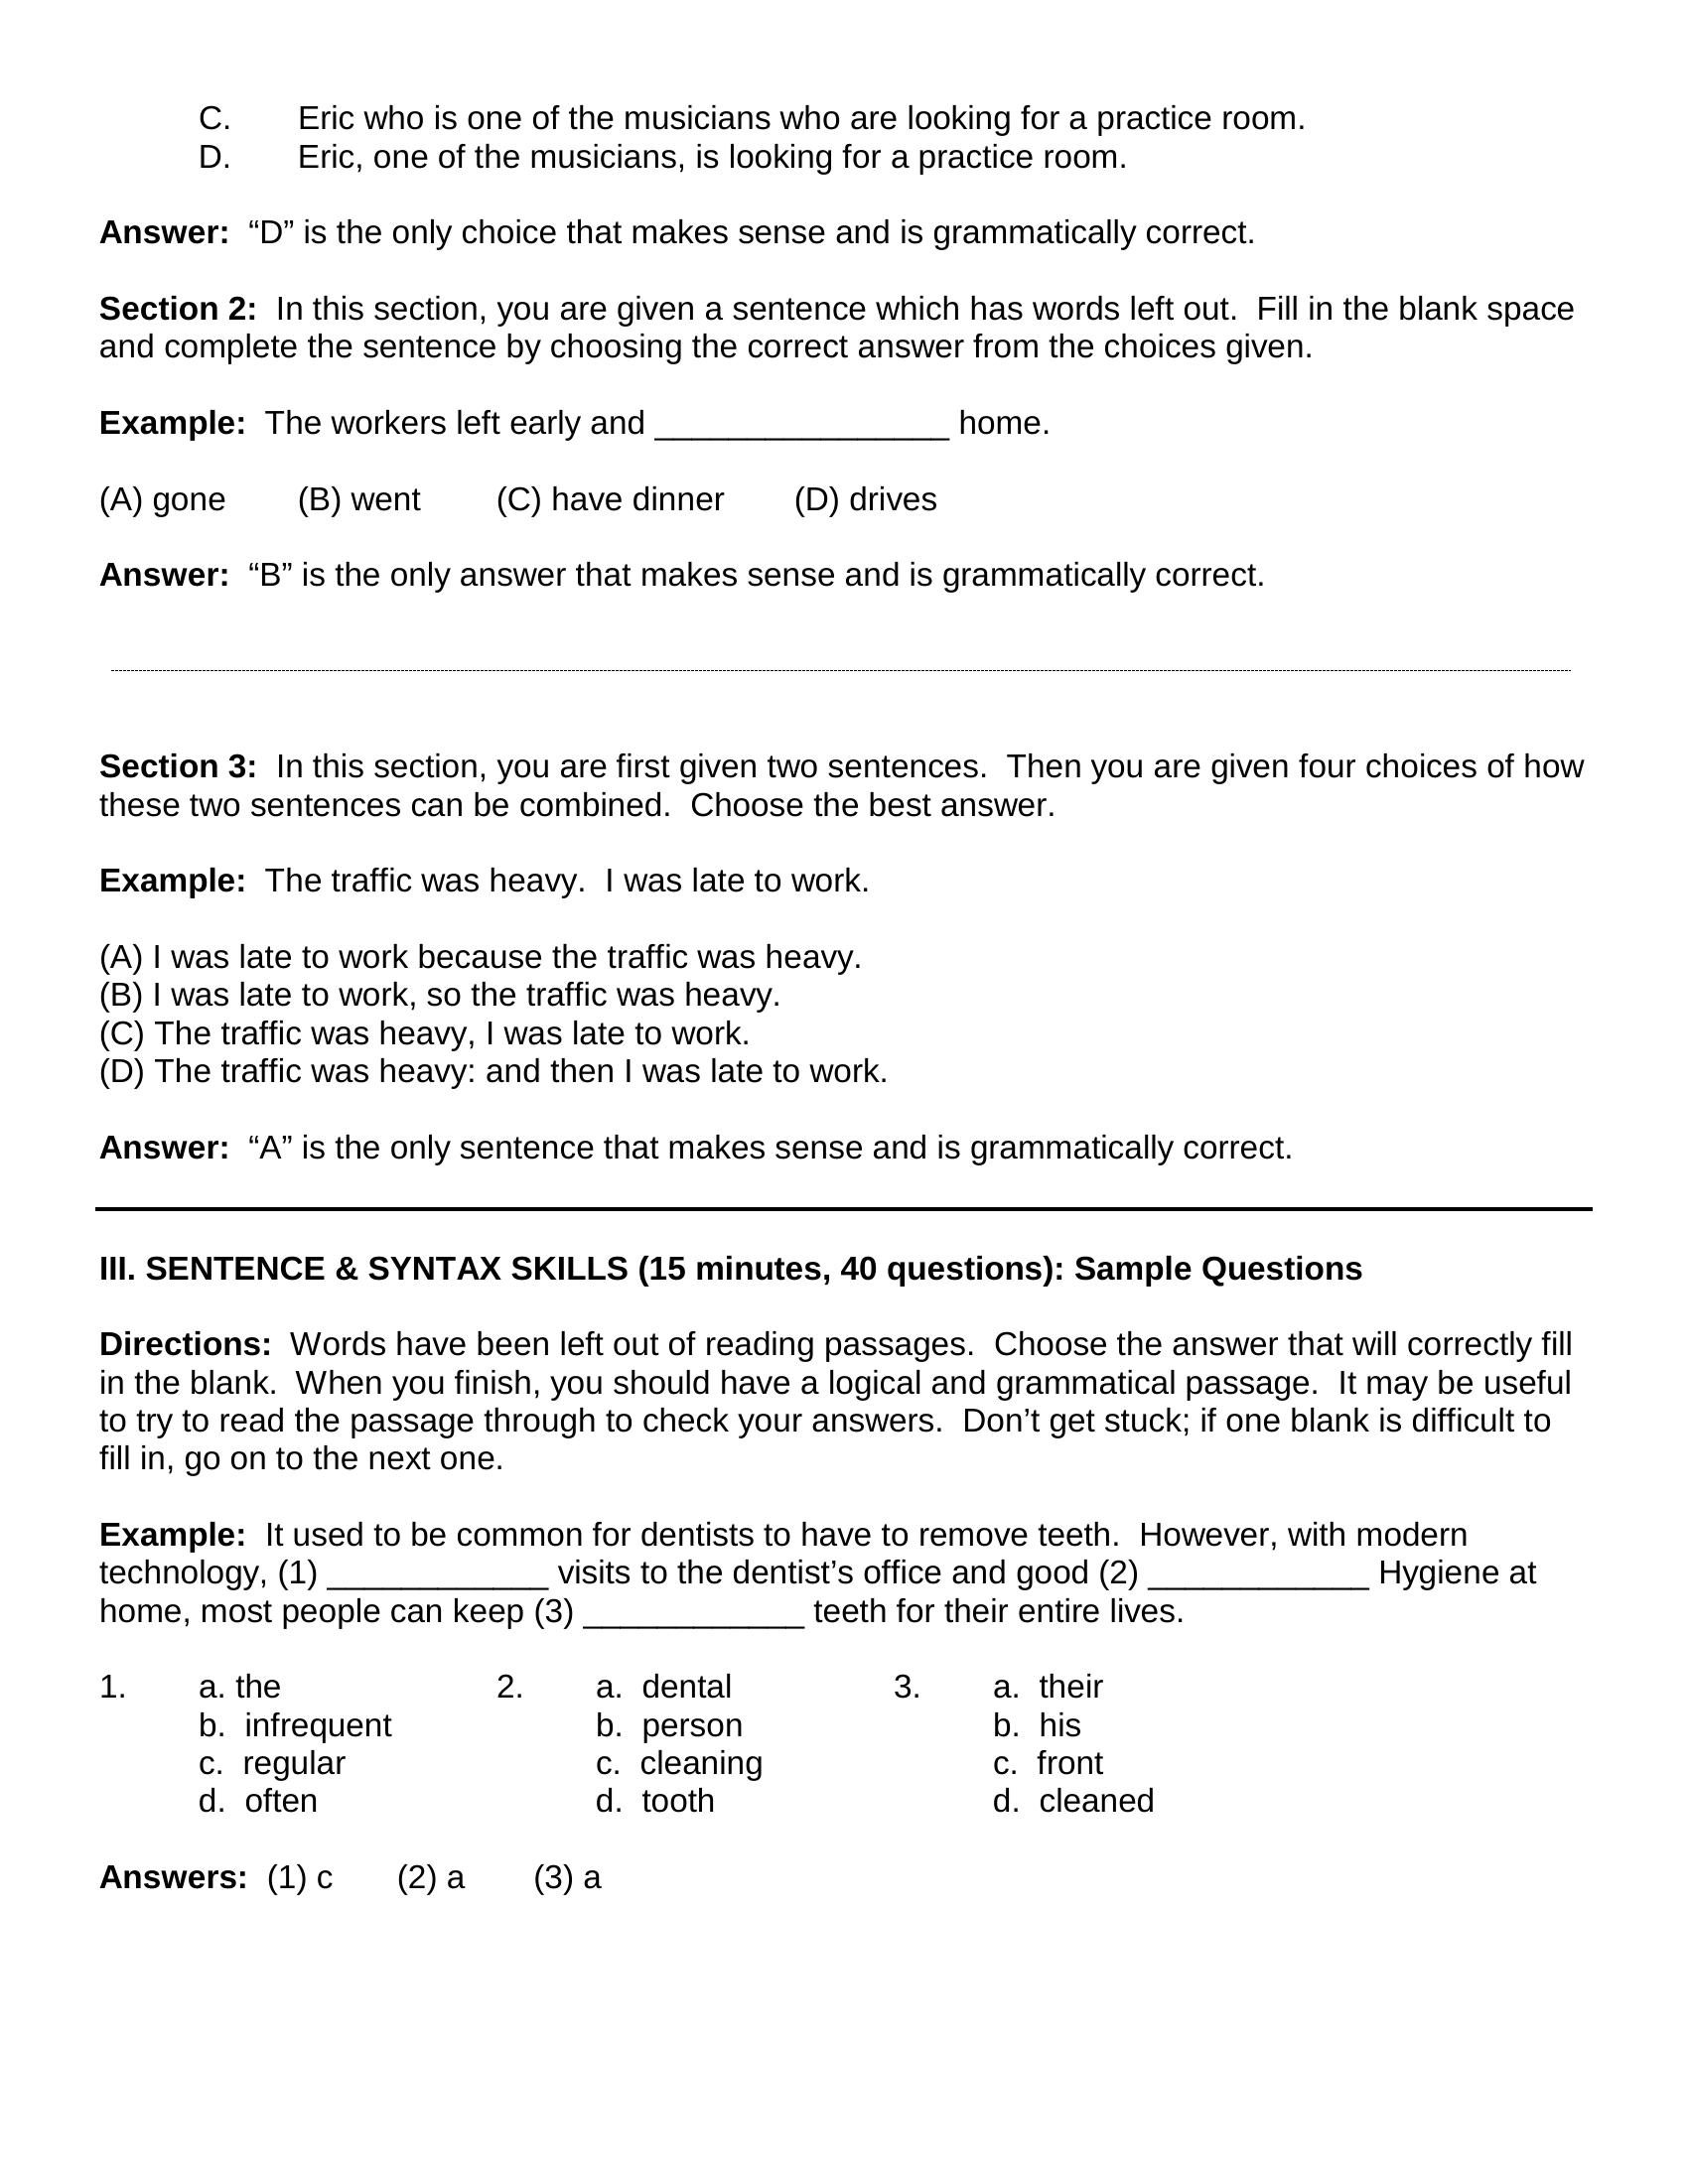 C. Eric who is one of the musicians who are looking for a practice room.
D. Eric, one of the musicians, is looking for a practice room.
Answer: “D” is the only choice that makes sense and is grammatically correct.
Section 2: In this section, you are given a sentence which has words left out. Fill in the blank space
and complete the sentence by choosing the correct answer from the choices given.
Example: The workers left early and ________________ home.
(A) gone (B) went (C) have dinner (D) drives
Answer: “B” is the only answer that makes sense and is grammatically correct.
Section 3: In this section, you are first given two sentences. Then you are given four choices of how
these two sentences can be combined. Choose the best answer.
Example: The traffic was heavy. I was late to work.
(A) I was late to work because the traffic was heavy.
(B) I was late to work, so the traffic was heavy.
(C) The traffic was heavy, I was late to work.
(D) The traffic was heavy: and then I was late to work.
Answer: “A” is the only sentence that makes sense and is grammatically correct.
III. SENTENCE & SYNTAX SKILLS (15 minutes, 40 questions): Sample Questions
Directions: Words have been left out of reading passages. Choose the answer that will correctly fill
in the blank. When you finish, you should have a logical and grammatical passage. It may be useful
to try to read the passage through to check your answers. Don’t get stuck; if one blank is difficult to
fill in, go on to the next one.
Example: It used to be common for dentists to have to remove teeth. However, with modern
technology, (1) ____________ visits to the dentist’s office and good (2) ____________ Hygiene at
home, most people can keep (3) ____________ teeth for their entire lives.
1. a. the 2. a. dental 3. a. their
b. infrequent b. person b. his
c. regular c. cleaning c. front
d. often d. tooth d. cleaned
Answers: (1) c (2) a (3) a